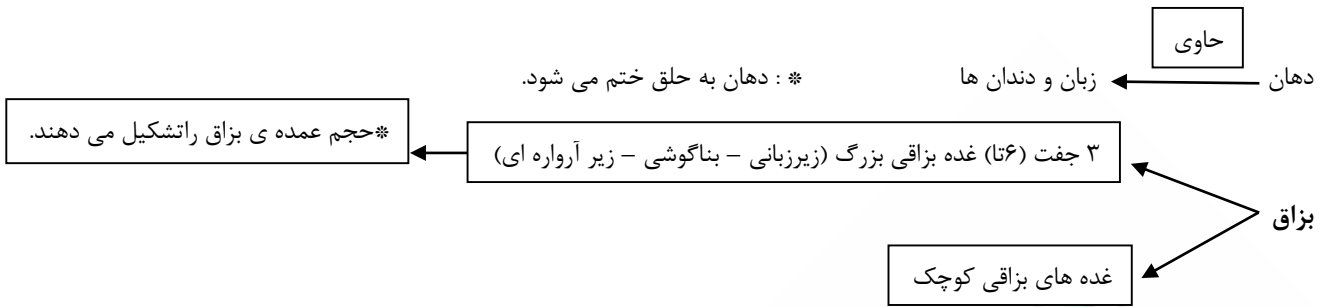 حاوی
دهان زبان و دندان ها * : دهان به حلق ختم می شود.
۳ جفت (۶تا) غده بزاقی بزرگ (زیرزبانی – بناگوشی – زیر آرواره ای) *حجم عمده ی بزاق راتشکیل می دهند.
بزاق
غده های بزاقی کوچک